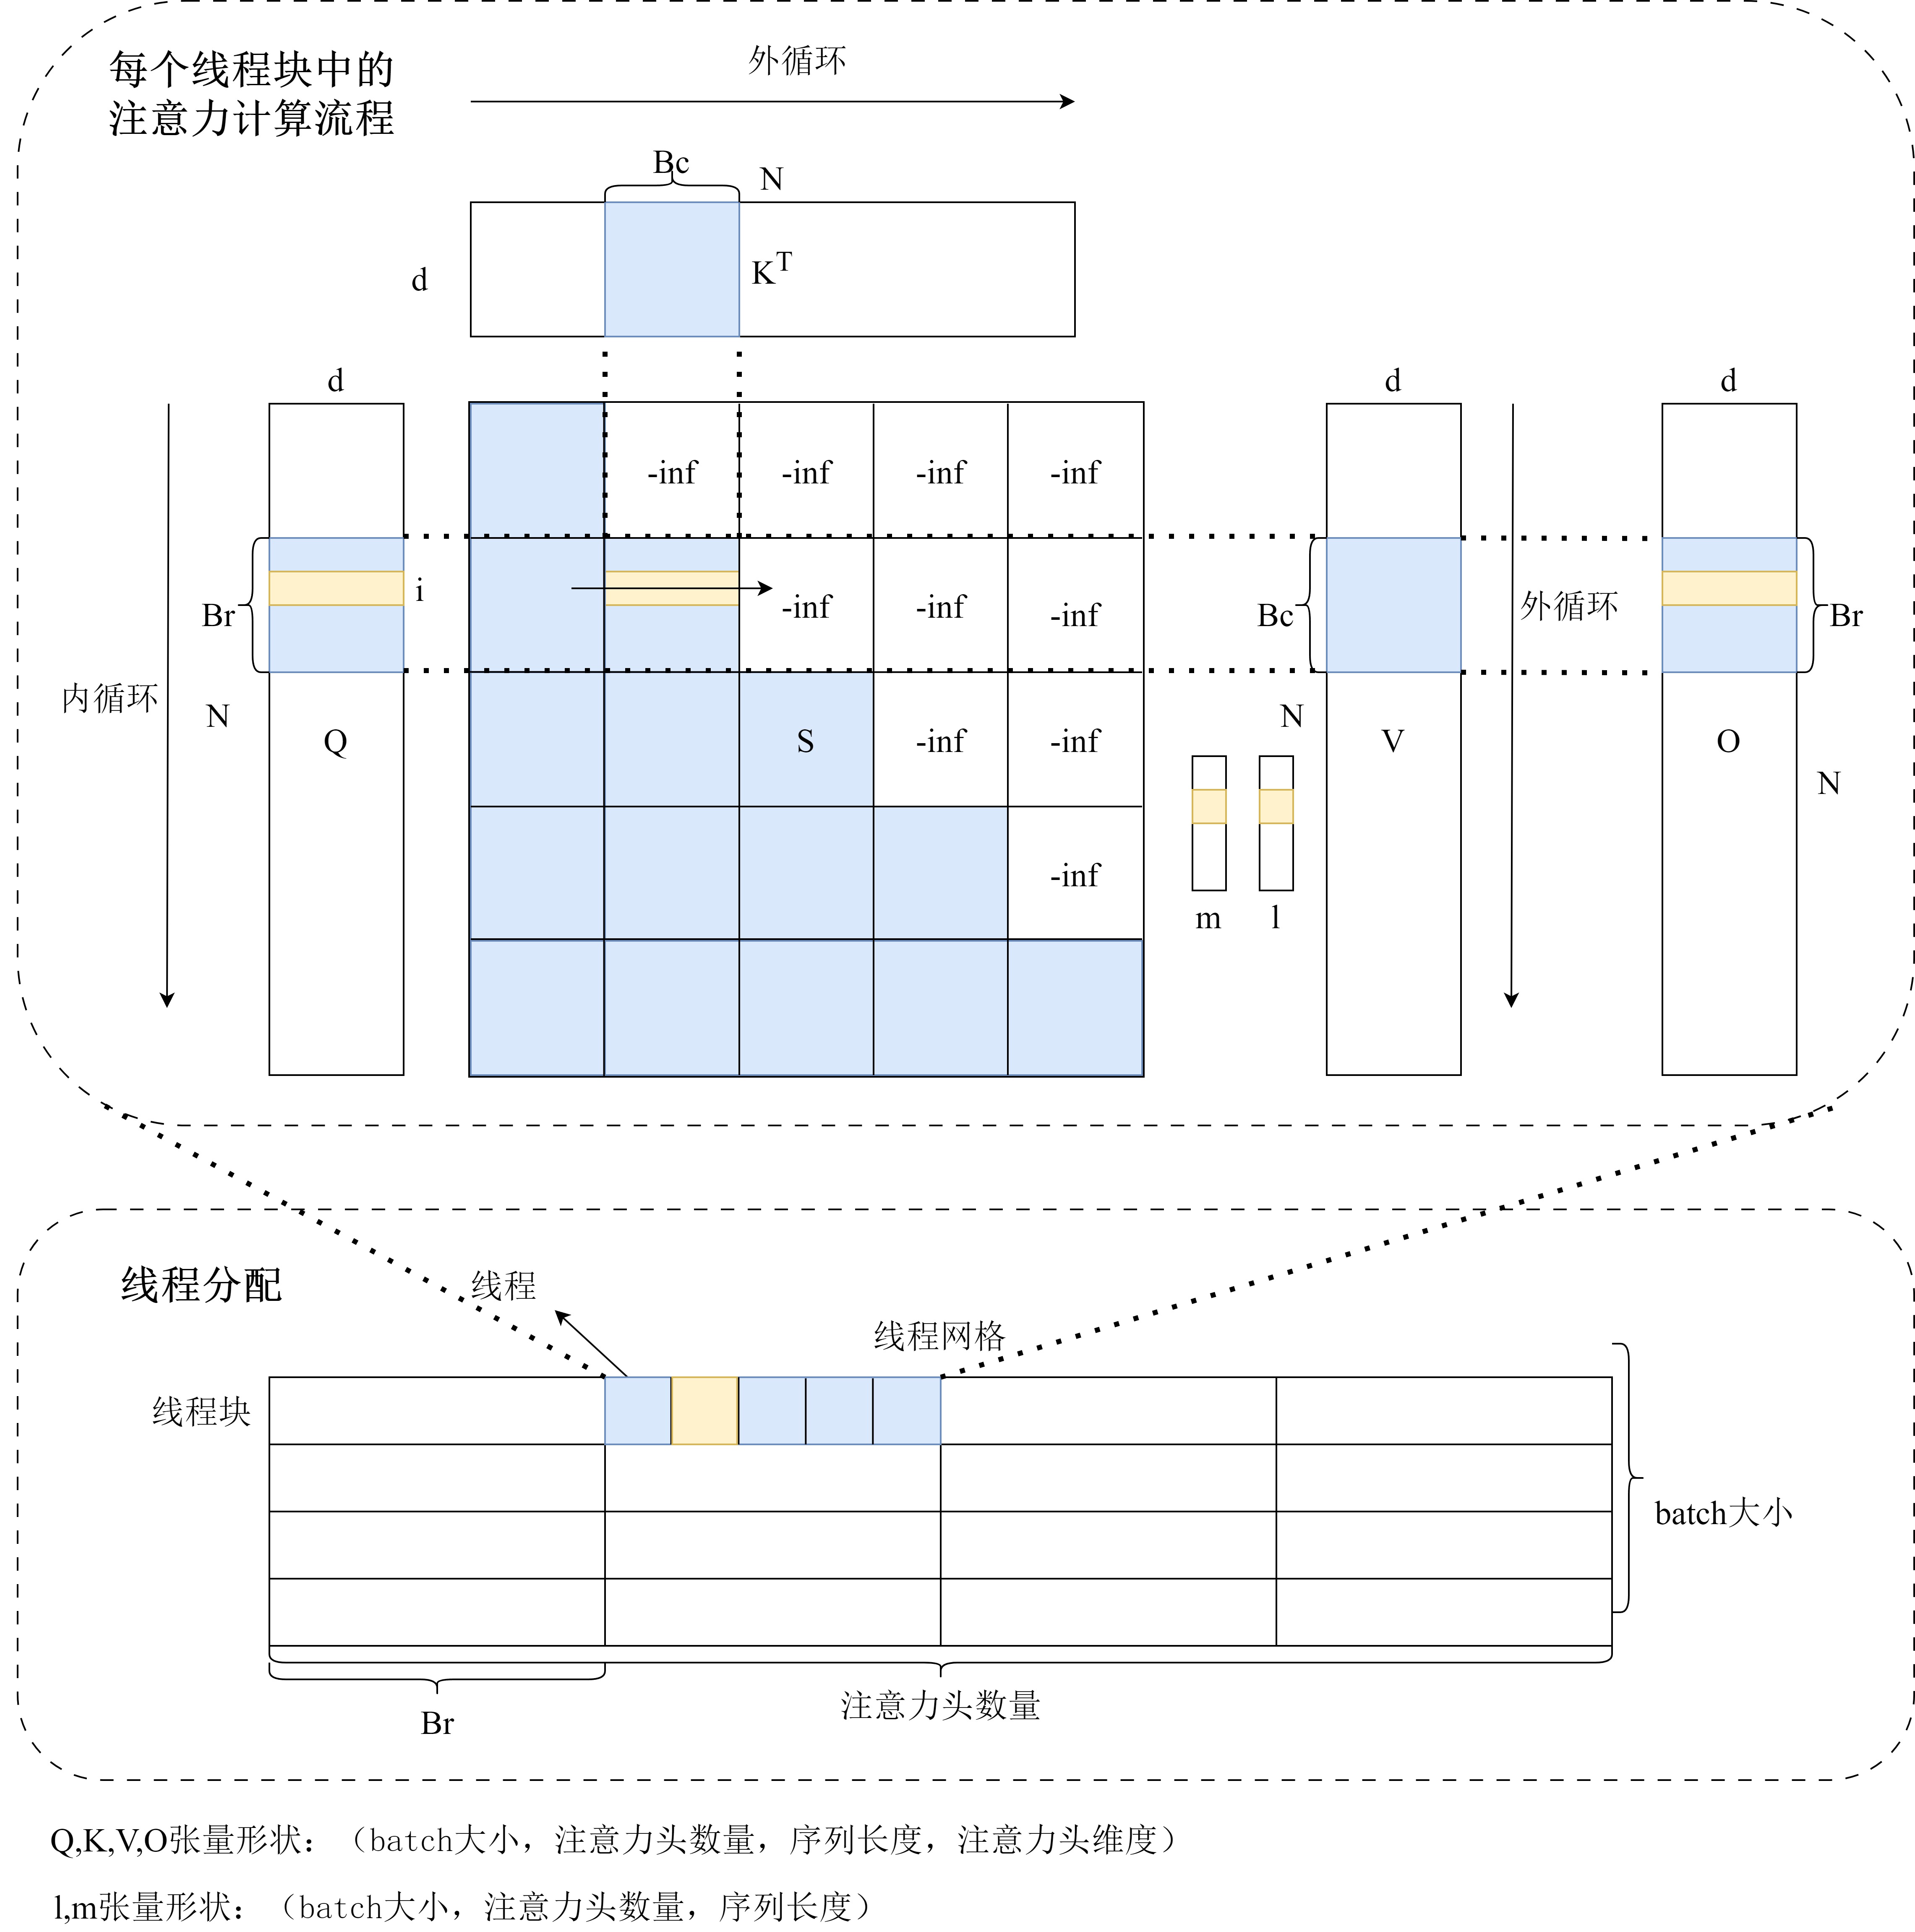 每个线程块中的
注意力计算流程
外循环
Bc
N
d
K^T
d
d
d
-inf
-inf
-inf
-inf
i
Br
-inf
-inf
-inf
Bc
外循环
Br
内循环
N
Q
S
-inf
-inf
N
V
O
N
-inf
m
l
线程分配
线程
线程网格
线程块
batch大小
Br
注意力头数量
Q,K,V,O张量形状：（batch大小，注意力头数量，序列长度，注意力头维度）
l,m张量形状：（batch大小，注意力头数量，序列长度）